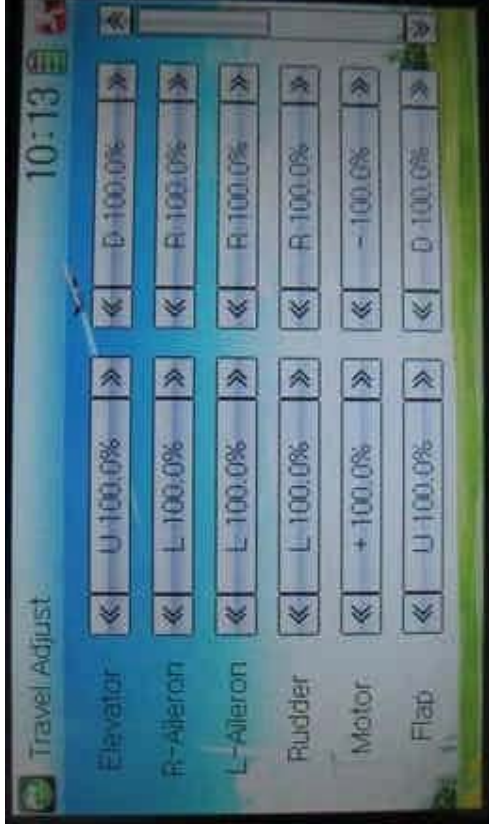 Travel Adjust 10:13
Elevator U 100.0% D 100.0%
R-Aileron L 100.0% R 100.0%
L-Aileron L 100.0% R 100.0%
Rudder L 100.0% R 100.0%
Motor + 100.0% - 100.0%
Flap U 100.0% D 100.0%